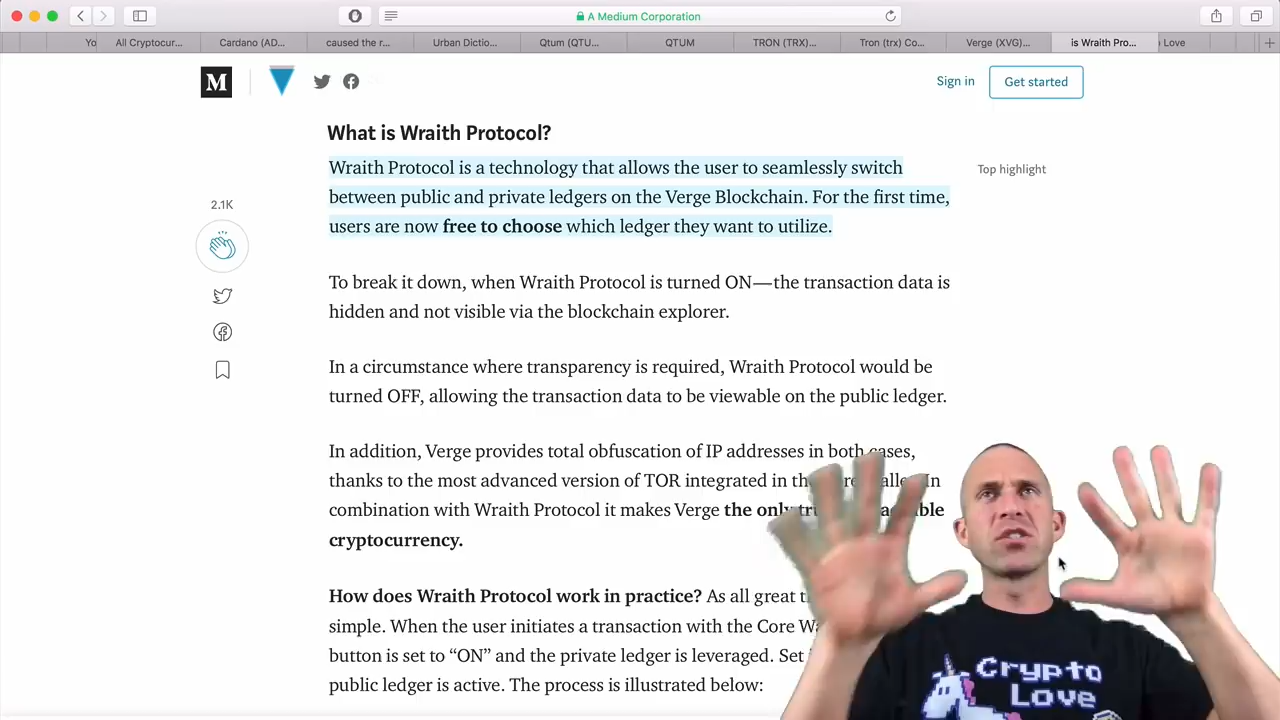 A Medium Corporation
Yo
All Cryptocur...
Cardano (AD...
caused the r...
Urban Dictio...
Qtum (QTU...
QTUM
TRON (TRX)...
Tron (trx) Co...
Verge (XVG)...
is Wraith Pro...
Love
M
Sign in
Get started
What is Wraith Protocol?
Top highlight
Wraith Protocol is a technology that allows the user to seamlessly switch
between public and private ledgers on the Verge Blockchain. For the first time,
users are now free to choose which ledger they want to utilize.
2.1K
To break it down, when Wraith Protocol is turned ON—the transaction data is
hidden and not visible via the blockchain explorer.
In a circumstance where transparency is required, Wraith Protocol would be
turned OFF, allowing the transaction data to be viewable on the public ledger.
In addition, Verge provides total obfuscation of IP addresses in both cases,
thanks to the most advanced version of TOR integrated in In
combination with Wraith Protocol it makes Verge the only
cryptocurrency.
How does Wraith Protocol work in practice? As all great
simple. When the user initiates a transaction with the Core
button is set to “ON” and the private ledger is leveraged. Set
public ledger is active. The process is illustrated below:
Crypto
Love